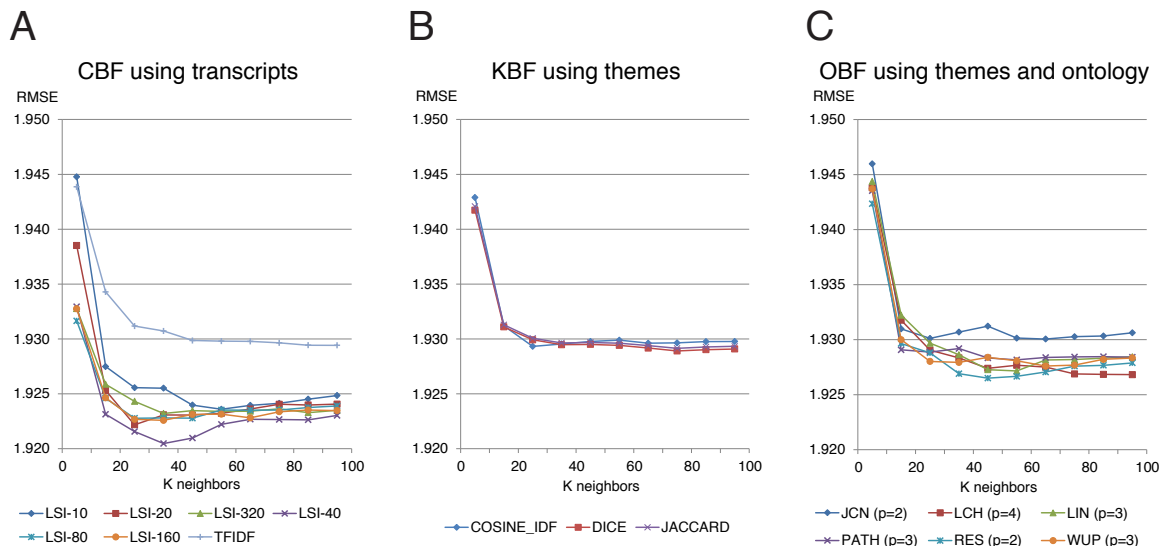 A
CBF using transcripts
RMSE
1.950
1.945
1.940
1.935
1.930
1.925
1.920
0 20 40 60 80 100
K neighbors
LSI-10 LSI-20 LSI-320 LSI-40
LSI-80 LSI-160 TFIDF
B
KBF using themes
RMSE
1.950
1.945
1.940
1.935
1.930
1.925
1.920
0 20 40 60 80 100
K neighbors
COSINE_IDF DICE JACCARD
C
OBF using themes and ontology
RMSE
1.950
1.945
1.940
1.935
1.930
1.925
1.920
0 20 40 60 80 100
K neighbors
JCN (p=2) LCH (p=4) LIN (p=3)
PATH (p=3) RES (p=2) WUP (p=3)